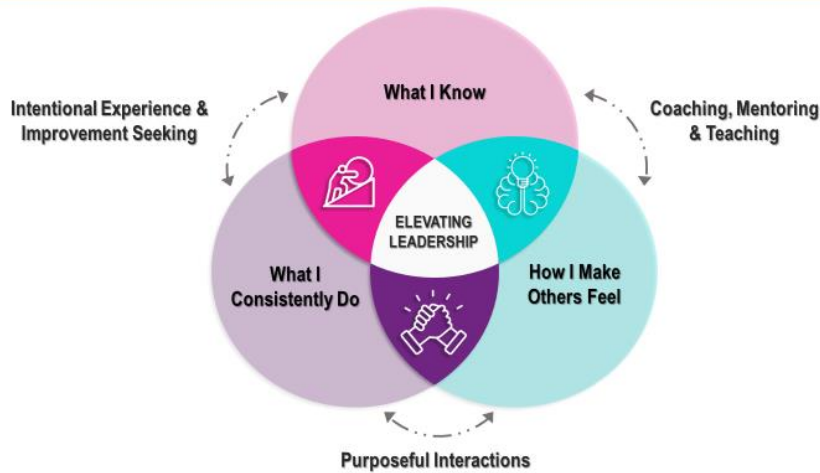 What I Know
Intentional Experience &
Improvement Seeking
Coaching, Mentoring
& Teaching
ELEVATING
LEADERSHIP
What I
Consistently Do
How I Make
Others Feel
Purposeful Interactions